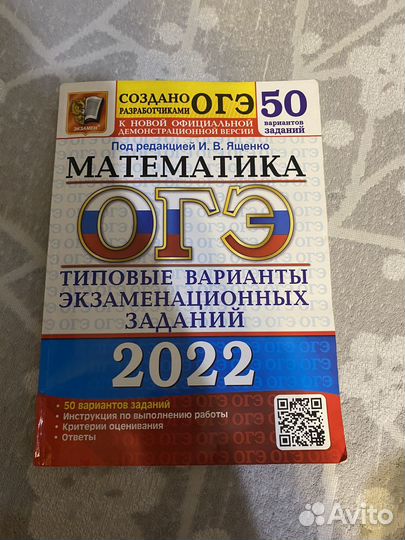 СОЗДАНО
РАЗРАБОТЧИКАМИ
ОГЭ
К НОВОЙ ОФИЦИАЛЬНОЙ
ДЕМОНСТРАЦИОННОЙ ВЕРСИИ
50
вариантов
заданий
ЭКЗАМЕН
Под редакцией И. В. Ященко
МАТЕМАТИКА
ОГЭ
ТИПОВЫЕ ВАРИАНТЫ
ЭКЗАМЕНАЦИОННЫХ
ЗАДАНИЙ
2022
• 50 вариантов заданий
• Инструкция по выполнению работы
• Критерии оценивания
• Ответы
Avito